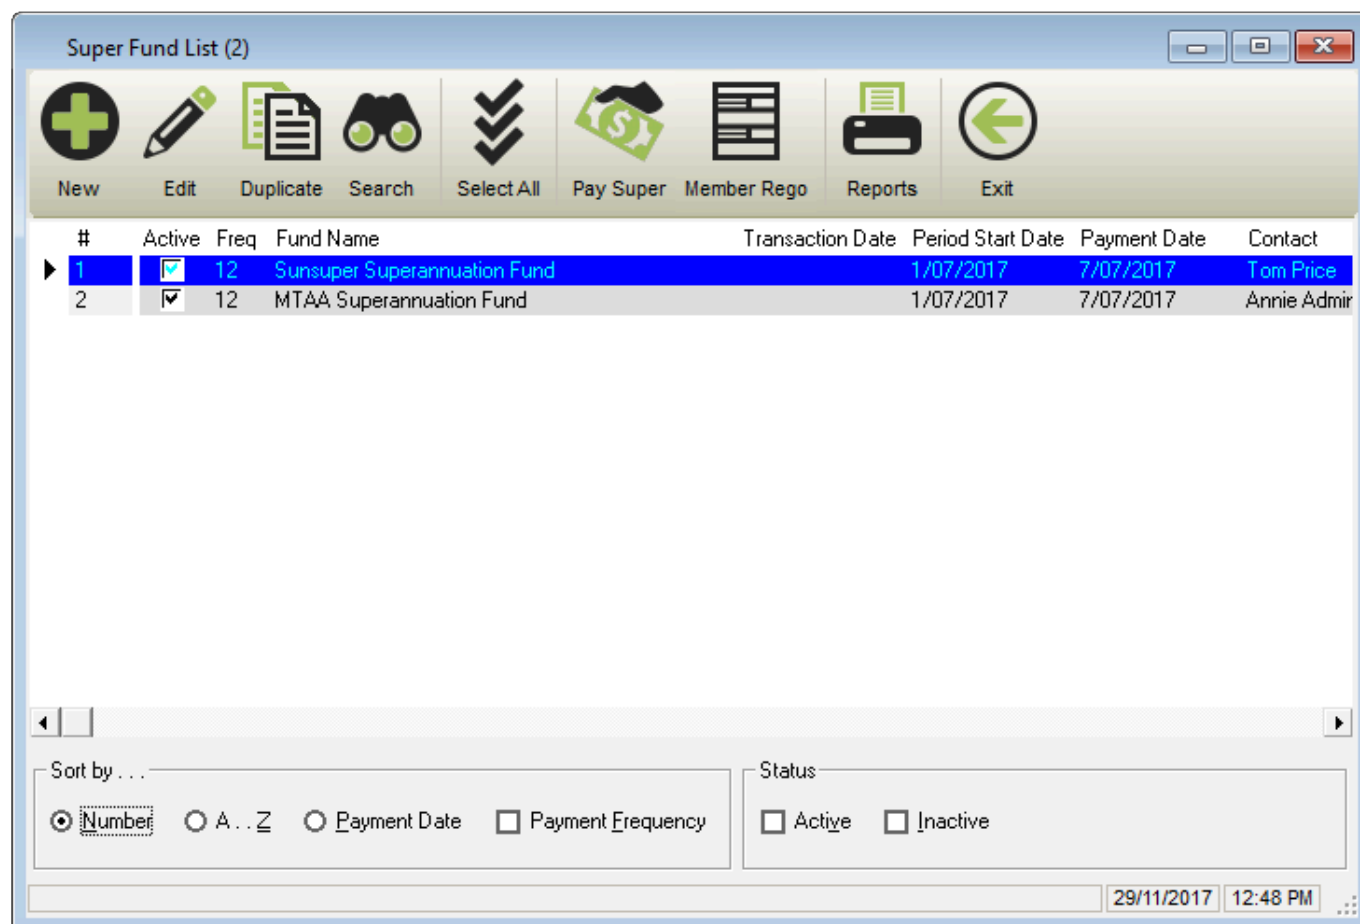 Super Fund List (2)
New Edit Duplicate Search Select All Pay Super Member Rego Reports Exit
# Active Freq Fund Name Transaction Date Period Start Date Payment Date Contact
1 12 Sunsuper Superannuation Fund 1/07/2017 7/07/2017 Tom Price
2 12 MTAA Superannuation Fund 1/07/2017 7/07/2017 Annie Admin
Sort by . . . Status
Number A . . Z Payment Date Payment Frequency Active Inactive
29/11/2017 12:48 PM